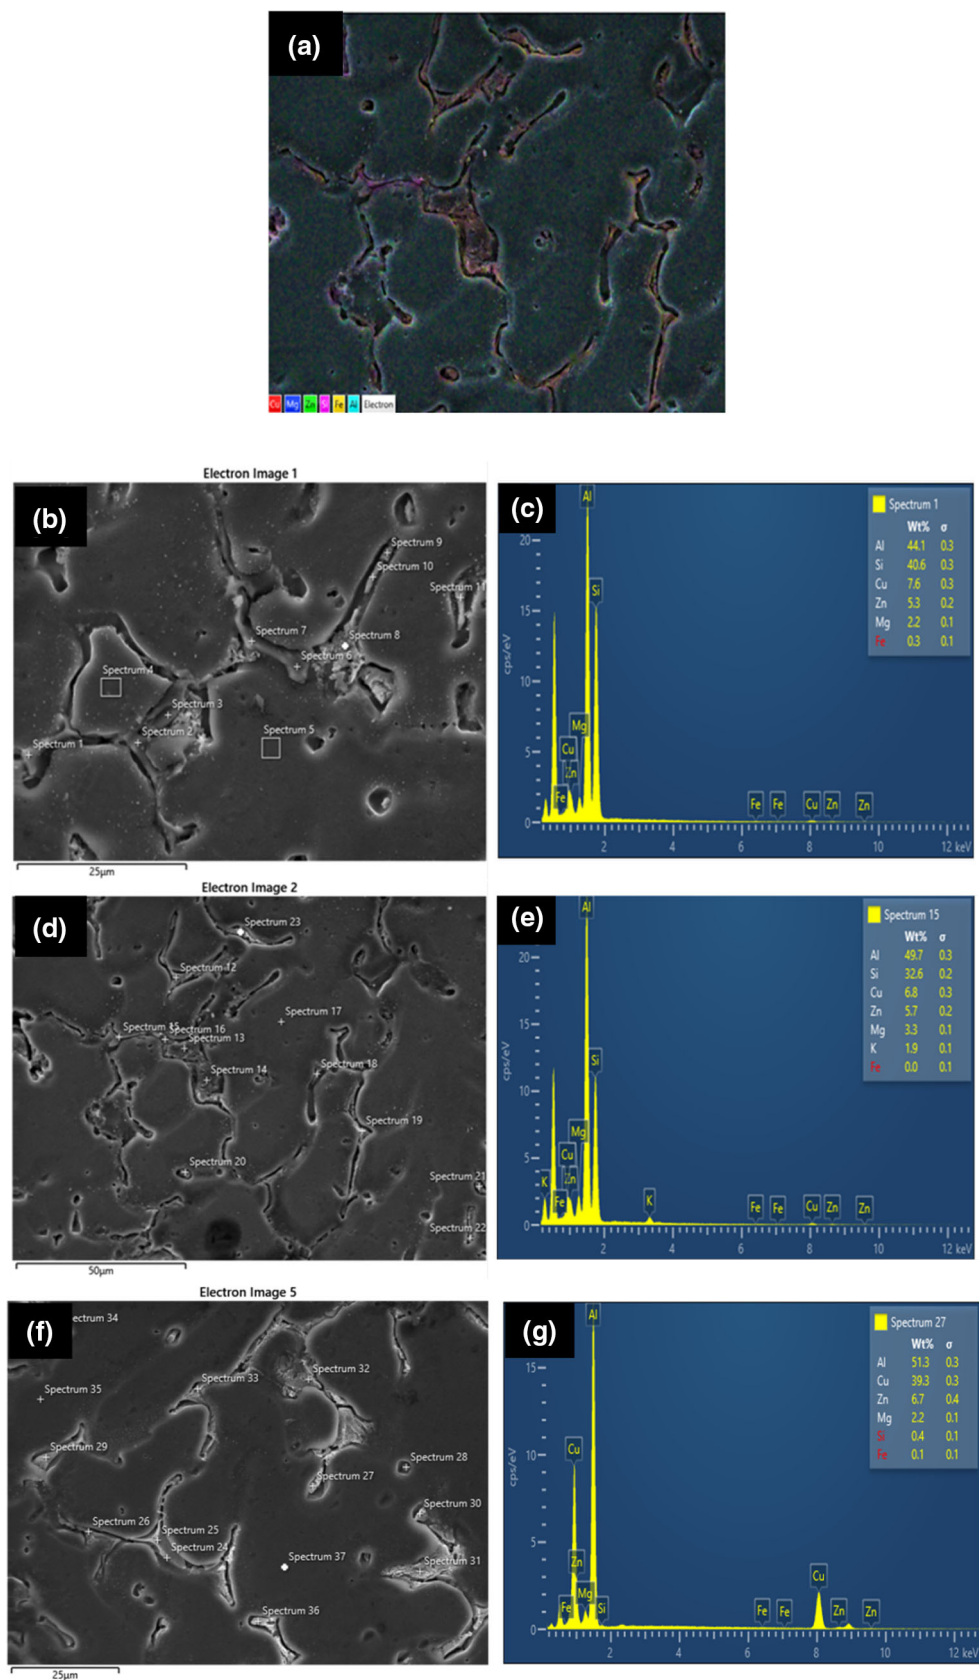 (a)
Cu Mg Zn Si Fe Al Electron
Electron Image 1
(b)
Spectrum 9
Spectrum 10
Spectrum 11
Spectrum 7
Spectrum 8
Spectrum 6
Spectrum 4
Spectrum 3
Spectrum 2
Spectrum 5
Spectrum 1
25µm
(c)
Spectrum 1
Wt% σ
Al 44.1 0.3
Si 40.6 0.3
Cu 7.6 0.3
Zn 5.3 0.2
Mg 2.2 0.1
Fe 0.3 0.1
Al
Si
Mg
Cu
Zn
Fe
Fe Fe Cu Zn Zn
cps/eV
20
15
10
5
0
2 4 6 8 10 12 keV
Electron Image 2
(d)
Spectrum 23
Spectrum 12
Spectrum 17
Spectrum 15
Spectrum 16
Spectrum 13
Spectrum 14
Spectrum 18
Spectrum 19
Spectrum 20
Spectrum 21
Spectrum 22
50µm
(e)
Spectrum 15
Wt% σ
Al 49.7 0.3
Si 32.6 0.2
Cu 6.8 0.3
Zn 5.7 0.2
Mg 3.3 0.1
K 1.9 0.1
Fe 0.0 0.1
Al
Si
Mg
Cu
Zn
K
Fe
K
Fe Fe Cu Zn Zn
cps/eV
20
15
10
5
0
2 4 6 8 10 12 keV
Electron Image 5
(f)
ectrum 34
Spectrum 35
Spectrum 33
Spectrum 32
Spectrum 29
Spectrum 28
Spectrum 27
Spectrum 30
Spectrum 26
Spectrum 25
Spectrum 24
Spectrum 37
Spectrum 31
Spectrum 36
25µm
(g)
Spectrum 27
Wt% σ
Al 51.3 0.3
Cu 39.3 0.3
Zn 6.7 0.4
Mg 2.2 0.1
Si 0.4 0.1
Fe 0.1 0.1
Al
Cu
Zn
Mg
Fe
Si
Cu
Fe Fe Zn Zn
cps/eV
15
10
5
0
2 4 6 8 10 12 keV